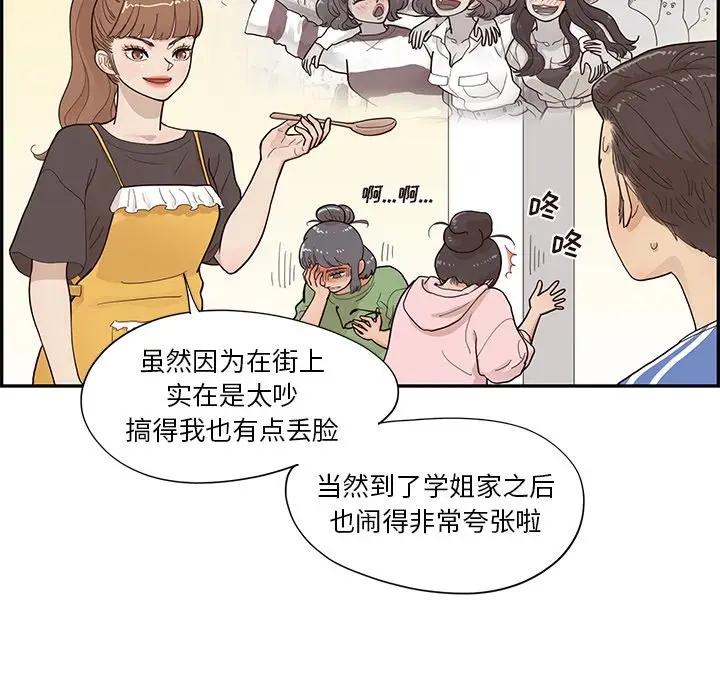 啊...啊...
咚
咚
虽然因为在街上
实在是太吵
搞得我也有点丢脸
当然到了学姐家之后
也闹得非常夸张啦